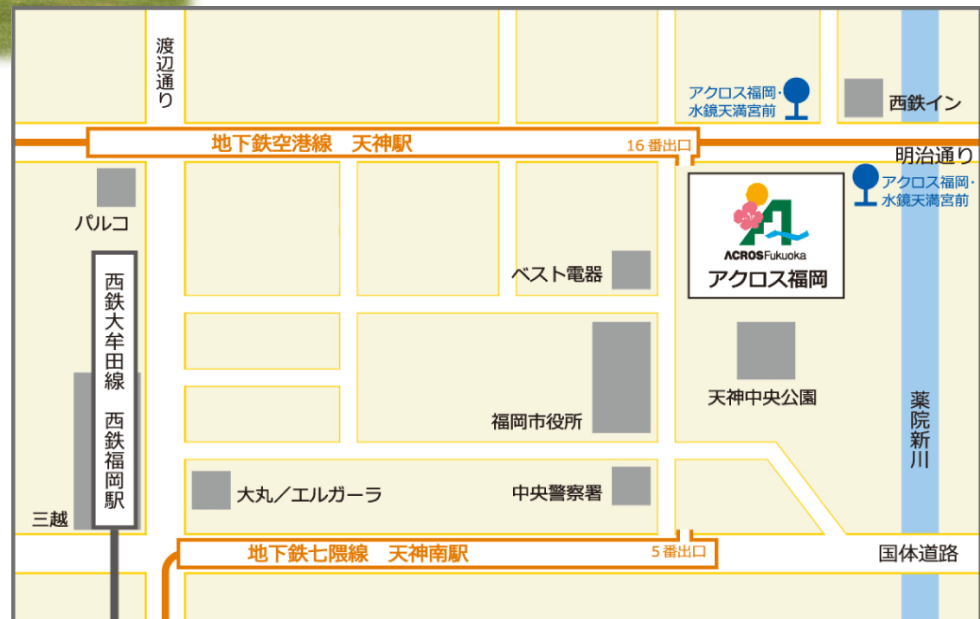 渡辺通り
アクロス福岡・
水鏡天満宮前
西鉄イン
地下鉄空港線 天神駅
16番出口
明治通り
アクロス福岡・
水鏡天満宮前
パルコ
ACROSFukuoka
アクロス福岡
ベスト電器
西鉄大牟田線 西鉄福岡駅
天神中央公園
福岡市役所
薬院新川
大丸／エルガーラ
中央警察署
三越
地下鉄七隈線 天神南駅
5番出口
国体道路